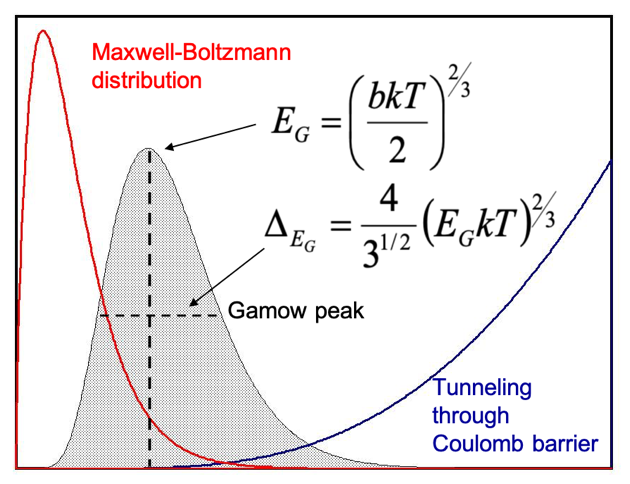 Maxwell-Boltzmann
distribution
E_G = (bkT / 2)^{2/3}
Δ_{E_G} = 4 / 3^{1/2} (E_G kT)^{2/3}
Gamow peak
Tunneling
through
Coulomb barrier